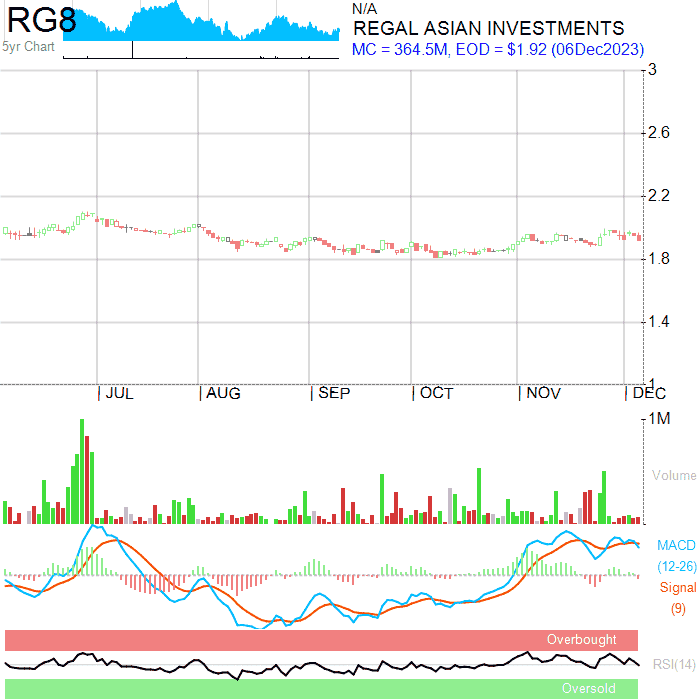 RG8
5yr Chart
N/A
REGAL ASIAN INVESTMENTS
MC = 364.5M, EOD = $1.92 (06Dec2023)
3
2.6
2.2
1.8
1.4
1
JUL
AUG
SEP
OCT
NOV
DEC
1M
Volume
MACD
(12-26)
Signal
(9)
Overbought
RSI(14)
Oversold